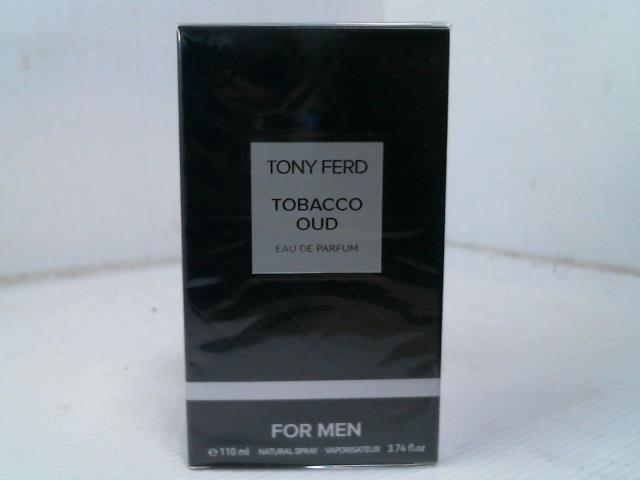 TONY FERD
TOBACCO
OUD
EAU DE PARFUM
FOR MEN
℮ 110 ml NATURAL SPRAY · VAPORISATEUR 3.74 fl.oz